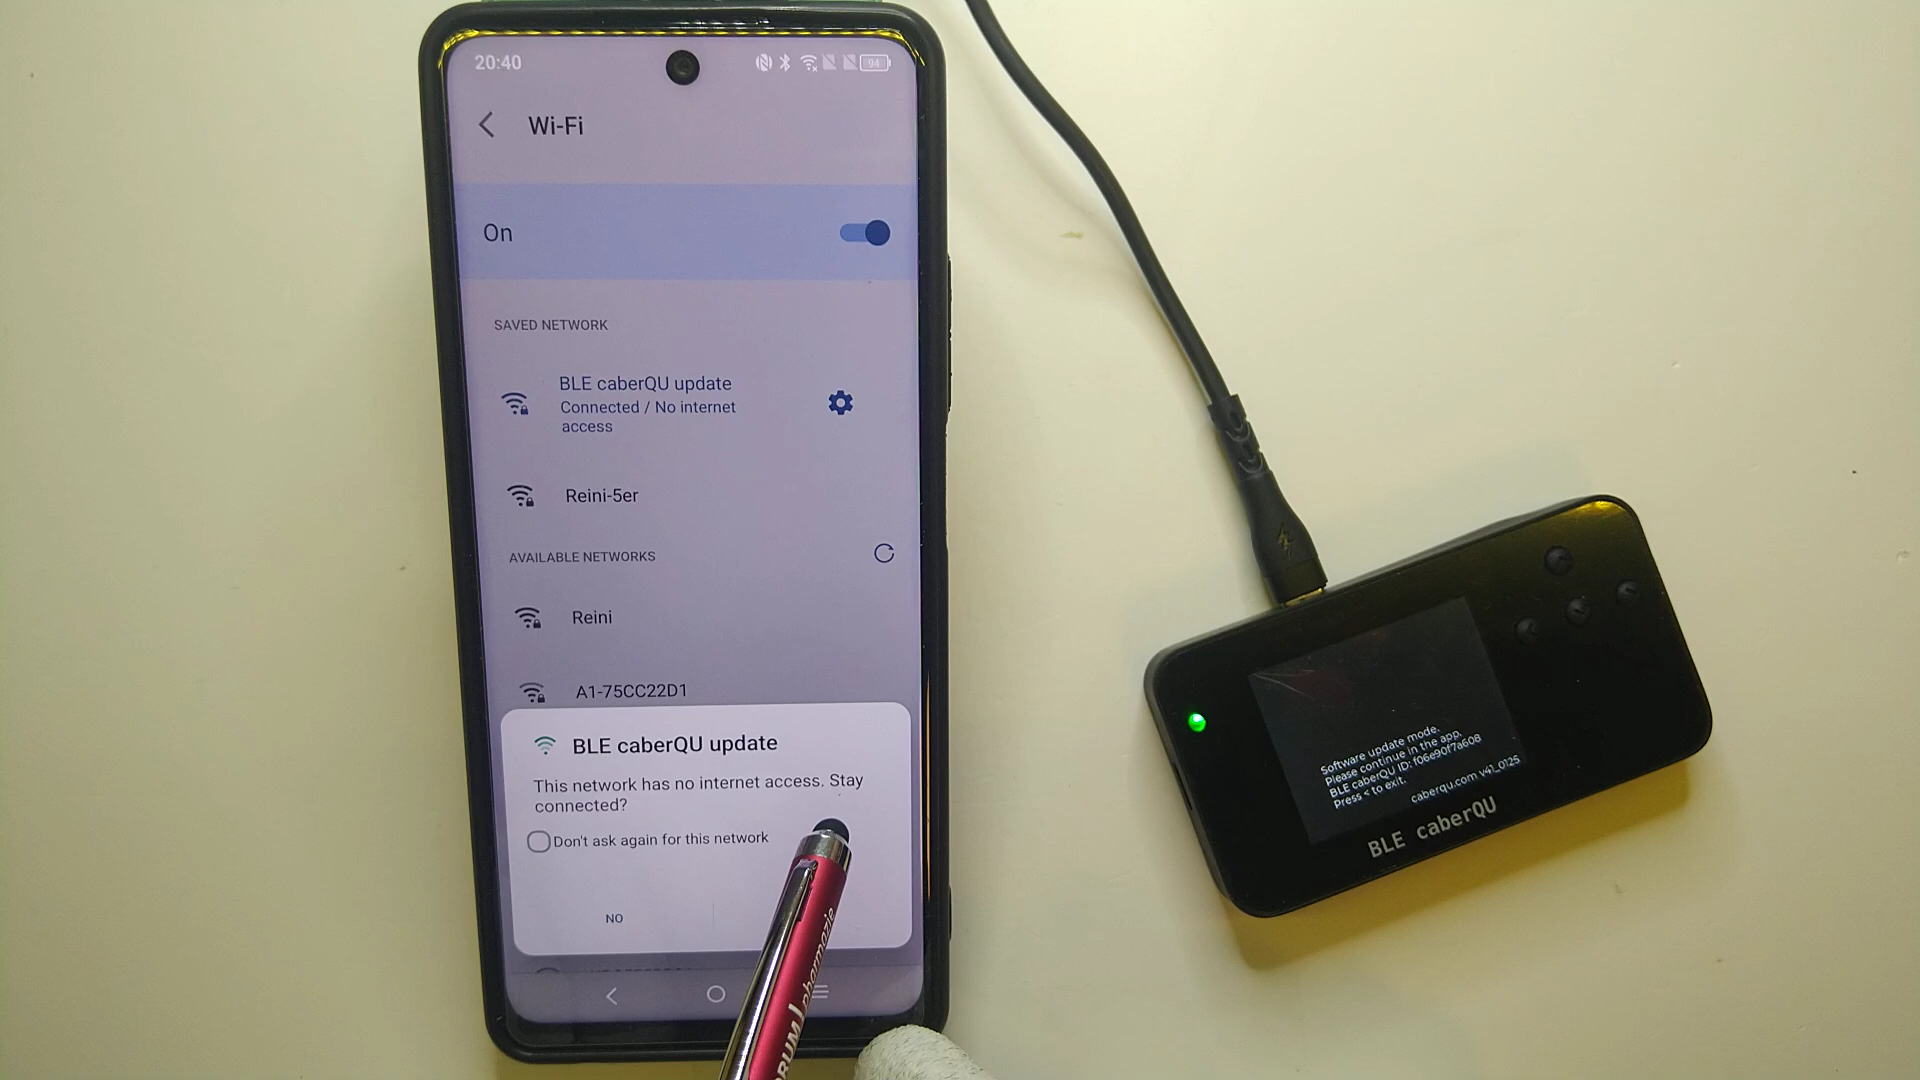 20:40
94
Wi-Fi
On
SAVED NETWORK
BLE caberQU update
Connected / No internet
access
Reini-5er
AVAILABLE NETWORKS
Reini
A1-75CC22D1
BLE caberQU update
This network has no internet access. Stay
connected?
Don't ask again for this network
NO
Software update mode.
Please continue in the app.
BLE caberQU ID: f06e90f7a608
Press < to exit.
caberqu.com v41_0125
BLE caberQU
pharmazie